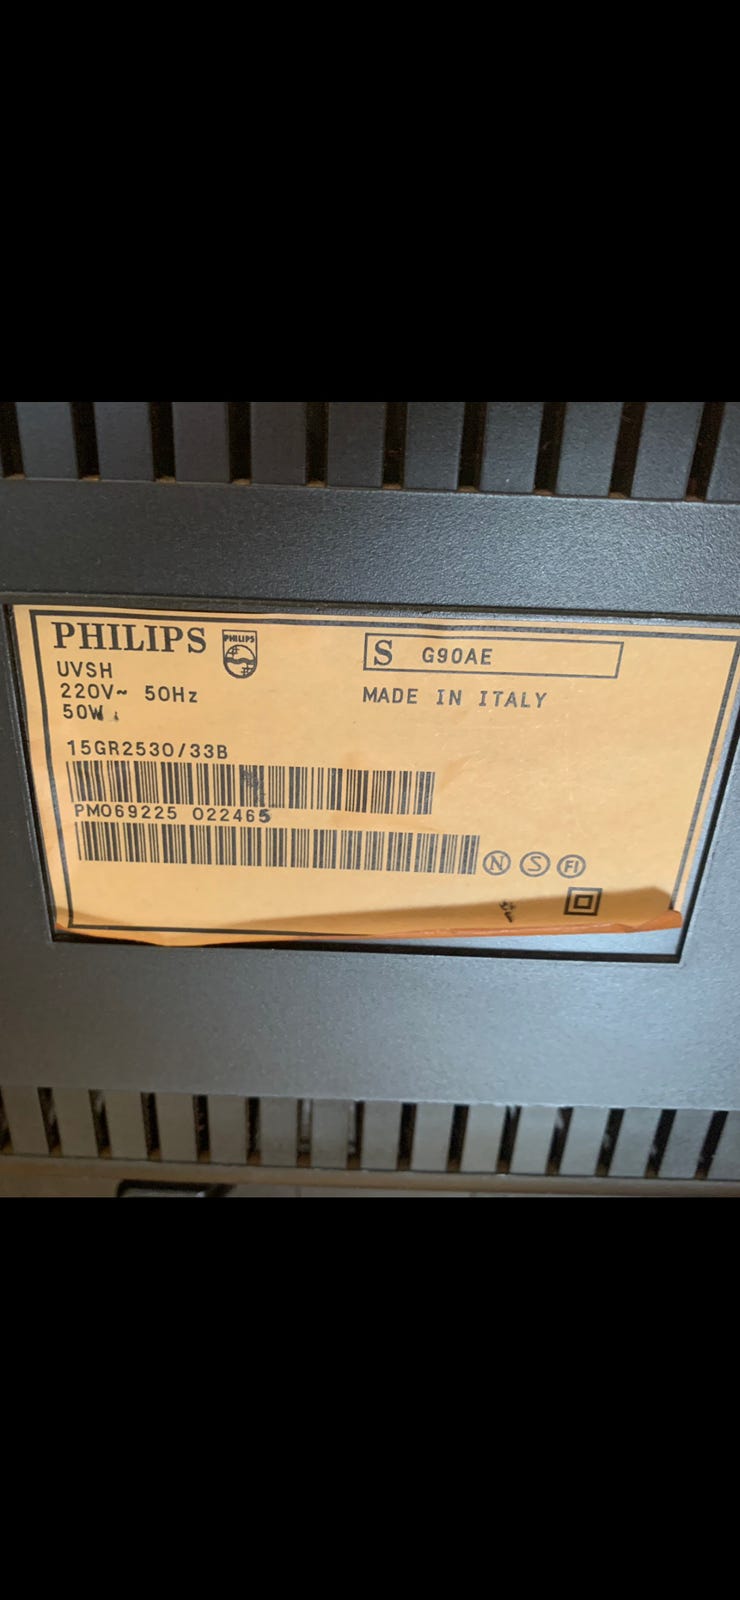 PHILIPS
PHILIPS
S G90AE
UVSH
220V~ 50Hz
MADE IN ITALY
50W
15GR2530/33B
PM069225 022465
N S FI